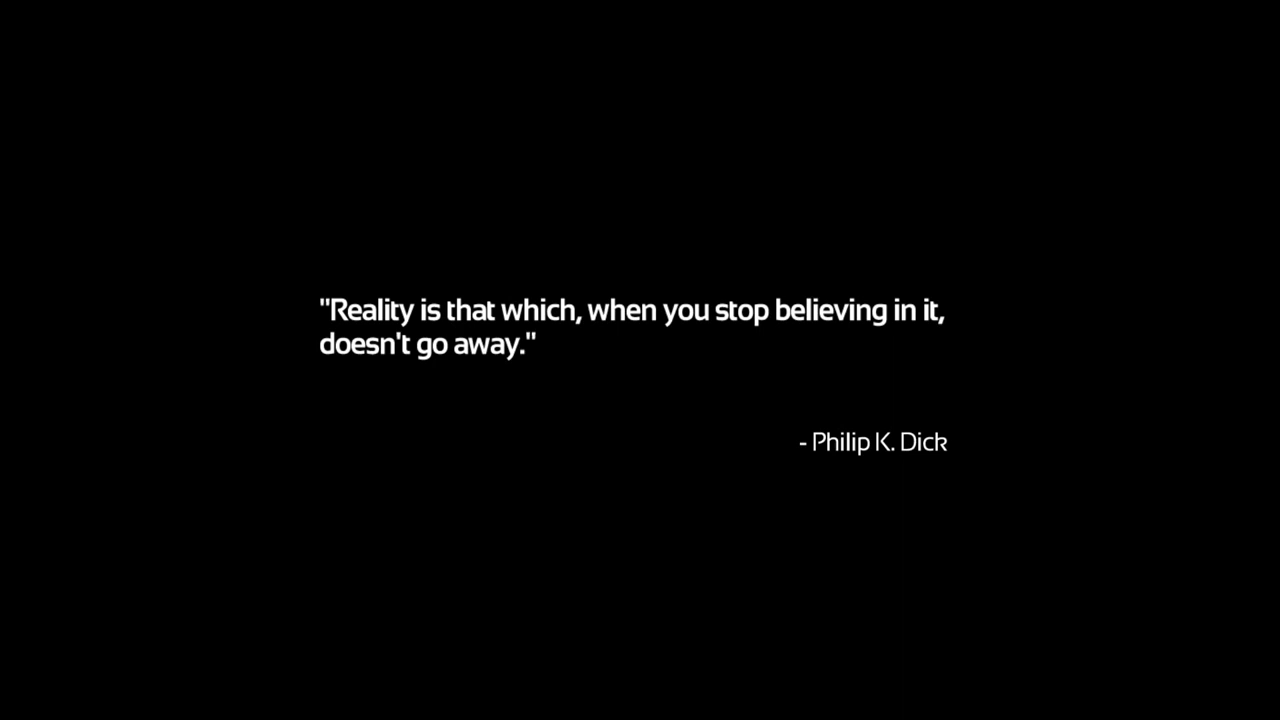 "Reality is that which, when you stop believing in it,
doesn't go away."
- Philip K. Dick